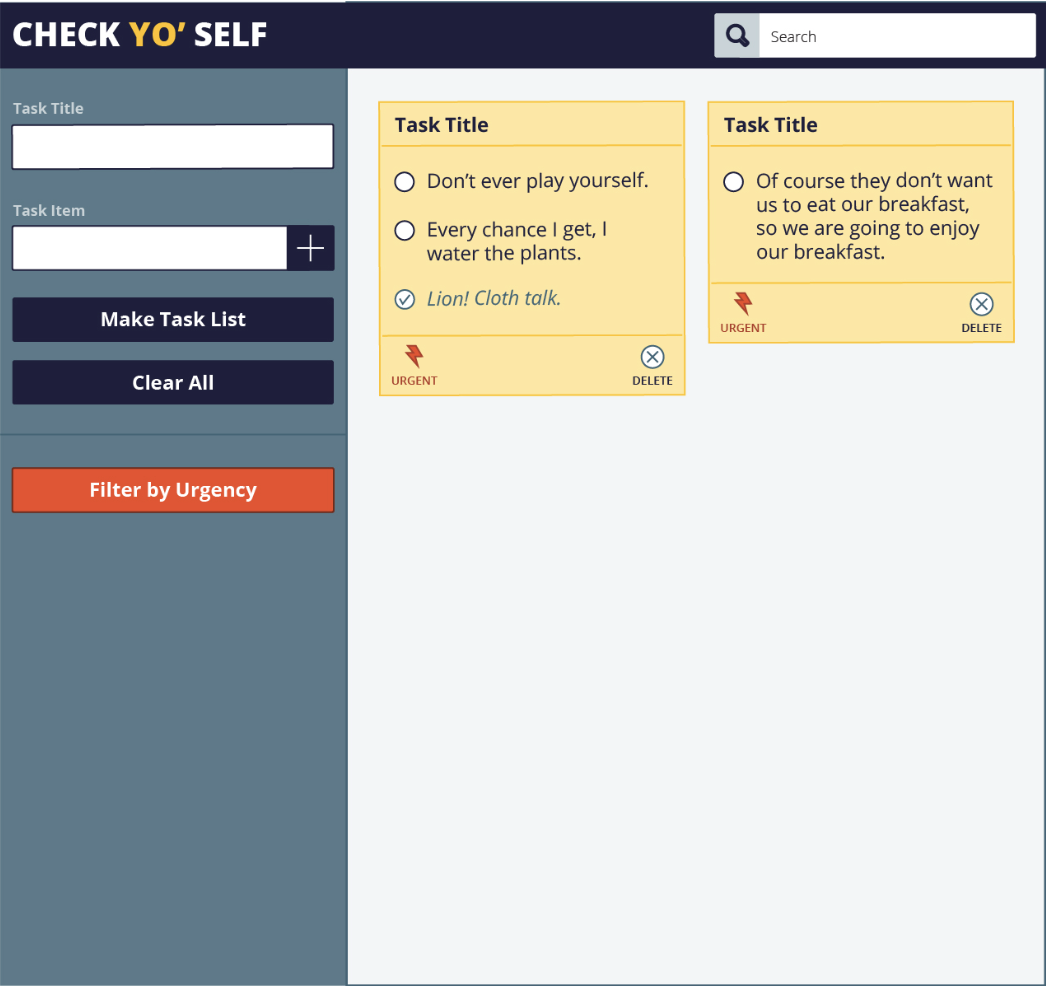 CHECK YO’ SELF
Search
Task Title
Task Item
Make Task List
Clear All
Filter by Urgency
Task Title
Don’t ever play yourself.
Every chance I get, I
water the plants.
Lion! Cloth talk.
URGENT
DELETE
Task Title
Of course they don’t want
us to eat our breakfast,
so we are going to enjoy
our breakfast.
URGENT
DELETE